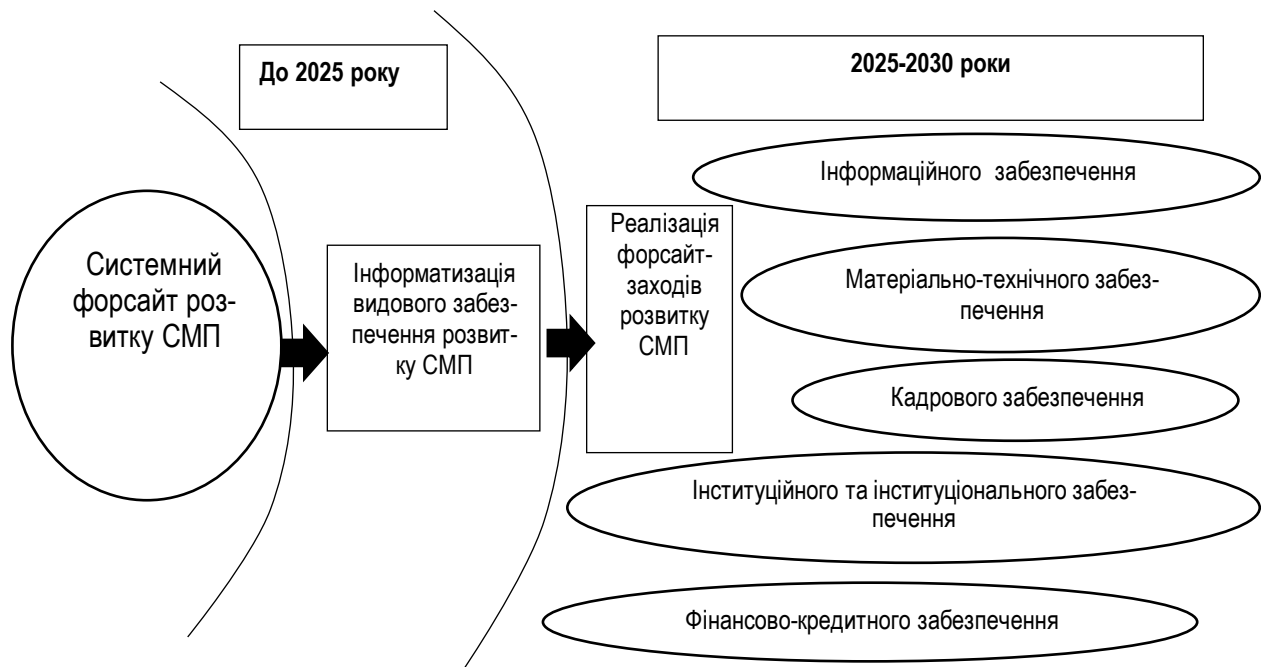 До 2025 року
2025-2030 роки
Системний
форсайт роз-
витку СМП
Інформатизація
видового забез-
печення розвит-
ку СМП
Реалізація
форсайт-
заходів
розвитку
СМП
Інформаційного забезпечення
Матеріально-технічного забез-
печення
Кадрового забезпечення
Інституційного та інституціонального забез-
печення
Фінансово-кредитного забезпечення